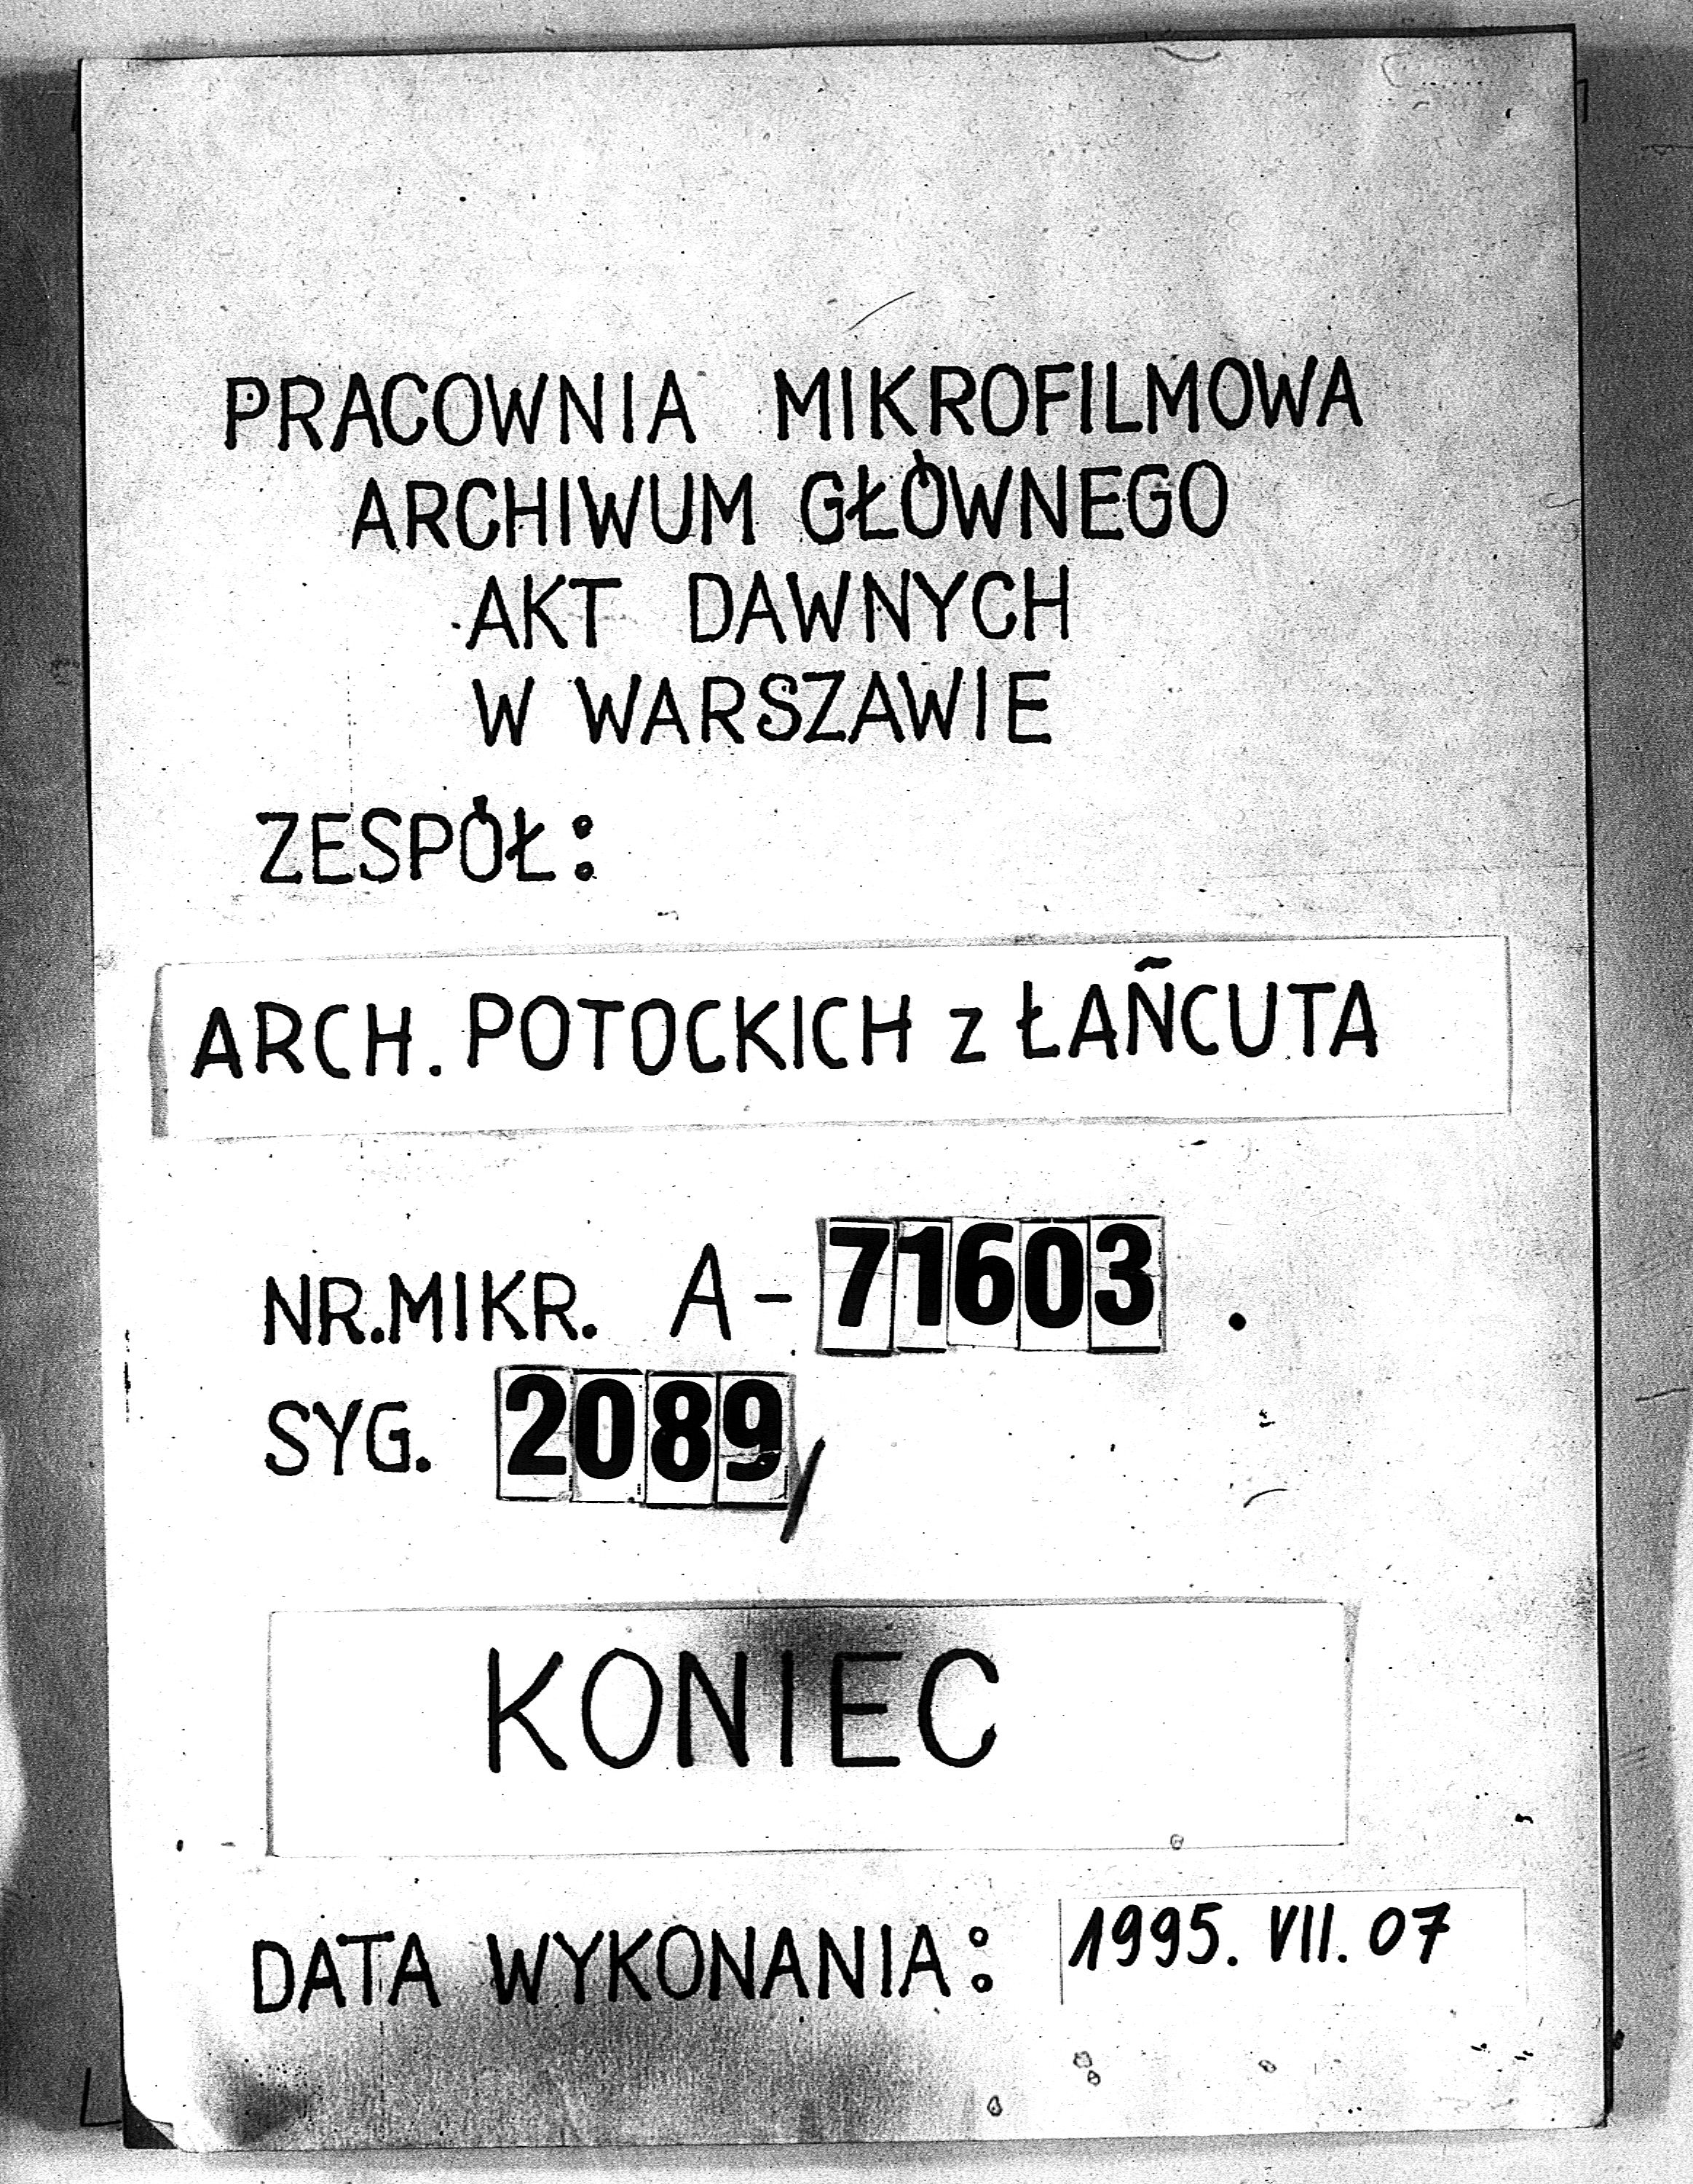 PRACOWNIA MIKROFILMOWA
ARCHIWUM GŁÓWNEGO
AKT DAWNYCH
W WARSZAWIE
ZESPÓŁ:
ARCH. POTOCKICH z ŁAŃCUTA
NR.MIKR. A-71603.
SYG. 2089/
KONIEC
DATA WYKONANIA: 1995. VII. 07